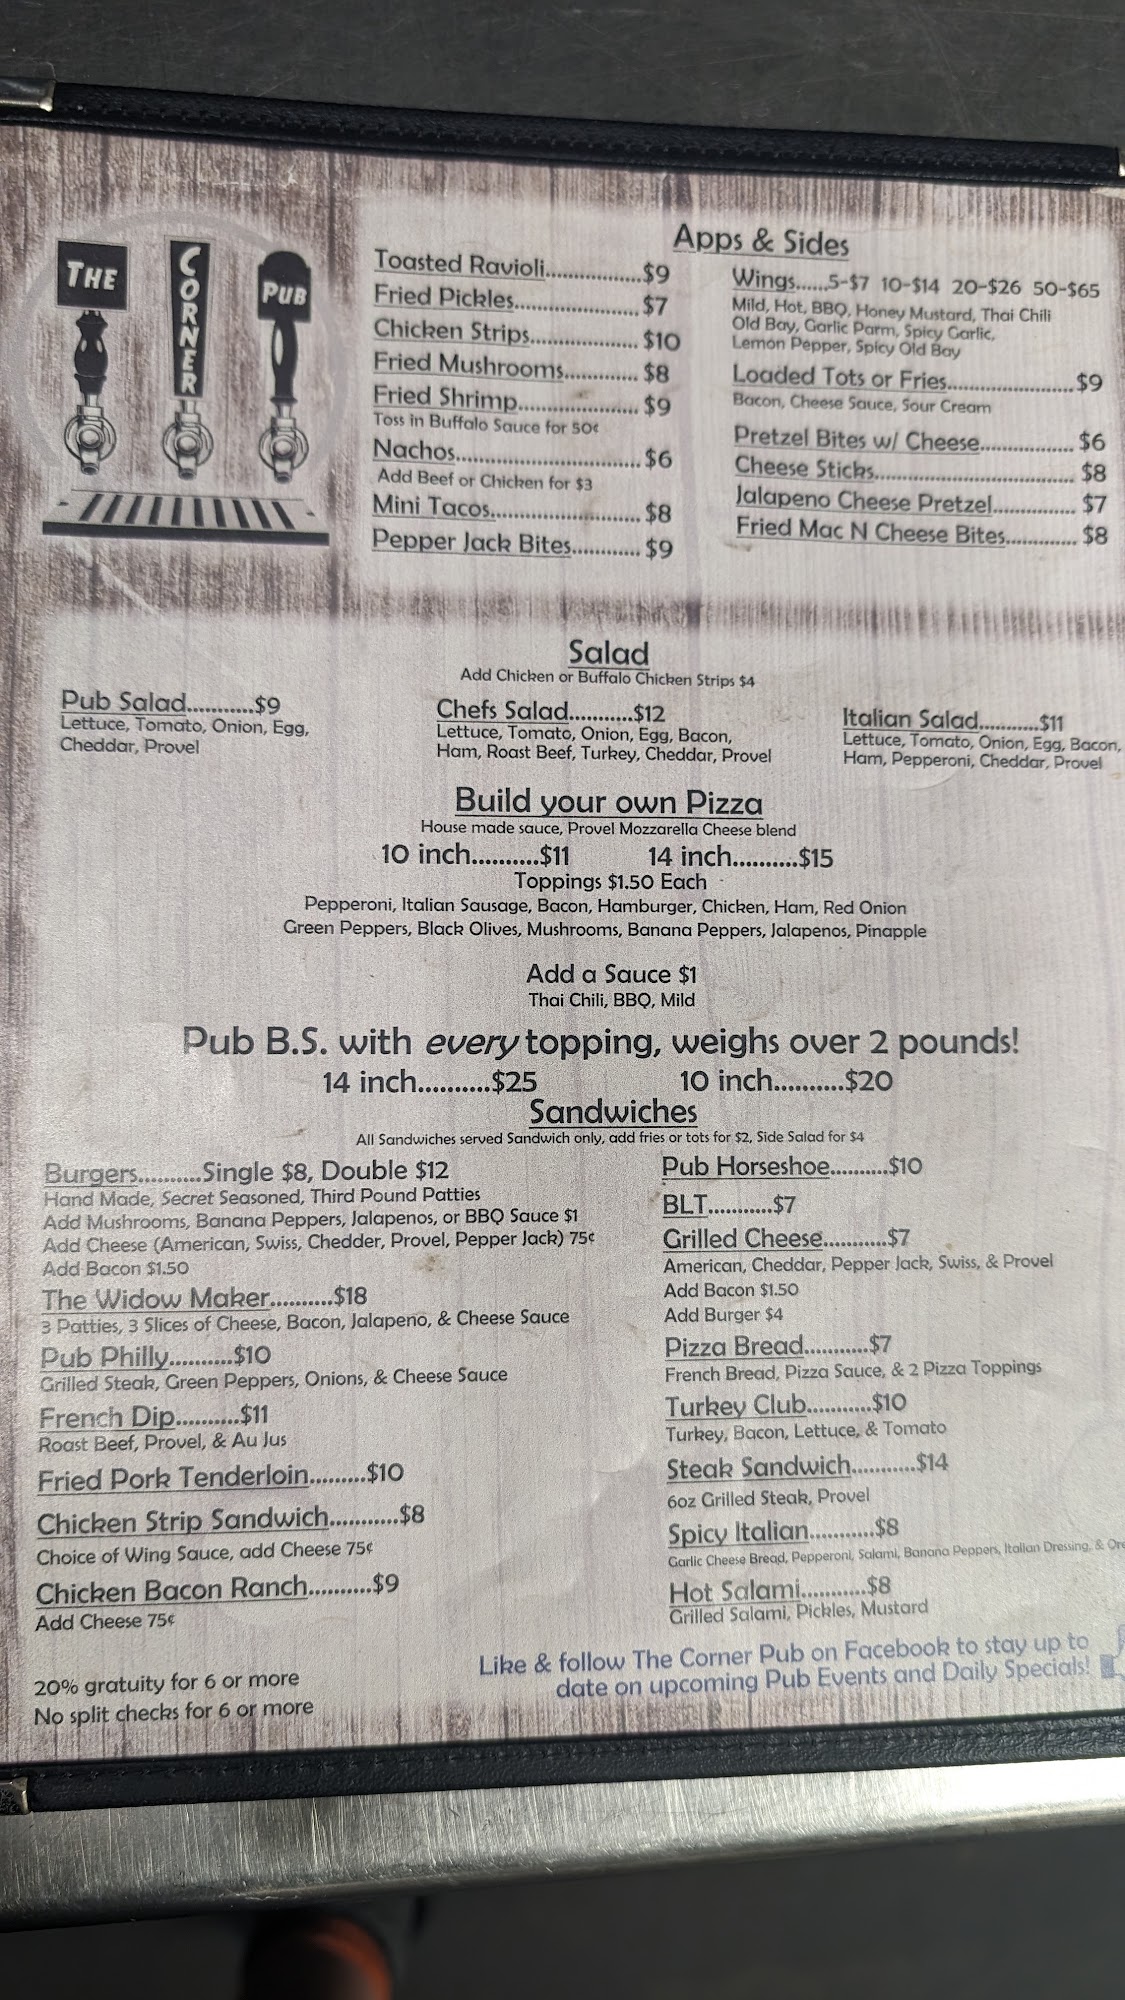 THE
CORNER
PUB
Apps & Sides
Toasted Ravioli.................$9
Fried Pickles......................$7
Chicken Strips................... $10
Fried Mushrooms............. $8
Fried Shrimp..................... $9
Toss in Buffalo Sauce for 50¢
Nachos................................ $6
Add Beef or Chicken for $3
Mini Tacos.......................... $8
Pepper Jack Bites............ $9
Wings......5-$7 10-$14 20-$26 50-$65
Mild, Hot, BBQ, Honey Mustard, Thai Chili
Old Bay, Garlic Parm, Spicy Garlic,
Lemon Pepper, Spicy Old Bay
Loaded Tots or Fries......................$9
Bacon, Cheese Sauce, Sour Cream
Pretzel Bites w/ Cheese................. $6
Cheese Sticks.................................... $8
Jalapeno Cheese Pretzel............... $7
Fried Mac N Cheese Bites............. $8
Salad
Add Chicken or Buffalo Chicken Strips $4
Pub Salad...........$9
Lettuce, Tomato, Onion, Egg,
Cheddar, Provel
Chefs Salad...........$12
Lettuce, Tomato, Onion, Egg, Bacon,
Ham, Roast Beef, Turkey, Cheddar, Provel
Italian Salad..........$11
Lettuce, Tomato, Onion, Egg, Bacon,
Ham, Pepperoni, Cheddar, Provel
Build your own Pizza
House made sauce, Provel Mozzarella Cheese blend
10 inch..........$11 14 inch..........$15
Toppings $1.50 Each
Pepperoni, Italian Sausage, Bacon, Hamburger, Chicken, Ham, Red Onion
Green Peppers, Black Olives, Mushrooms, Banana Peppers, Jalapenos, Pinapple
Add a Sauce $1
Thai Chili, BBQ, Mild
Pub B.S. with every topping, weighs over 2 pounds!
14 inch..........$25 10 inch..........$20
Sandwiches
All Sandwiches served Sandwich only, add fries or tots for $2, Side Salad for $4
Burgers..........Single $8, Double $12
Hand Made, Secret Seasoned, Third Pound Patties
Add Mushrooms, Banana Peppers, Jalapenos, or BBQ Sauce $1
Add Cheese (American, Swiss, Chedder, Provel, Pepper Jack) 75¢
Add Bacon $1.50
The Widow Maker..........$18
3 Patties, 3 Slices of Cheese, Bacon, Jalapeno, & Cheese Sauce
Pub Philly..........$10
Grilled Steak, Green Peppers, Onions, & Cheese Sauce
French Dip..........$11
Roast Beef, Provel, & Au Jus
Fried Pork Tenderloin.........$10
Chicken Strip Sandwich...........$8
Choice of Wing Sauce, add Cheese 75¢
Chicken Bacon Ranch..........$9
Add Cheese 75¢
Pub Horseshoe.........$10
BLT...........$7
Grilled Cheese..........$7
American, Cheddar, Pepper Jack, Swiss, & Provel
Add Bacon $1.50
Add Burger $4
Pizza Bread...........$7
French Bread, Pizza Sauce, & 2 Pizza Toppings
Turkey Club...........$10
Turkey, Bacon, Lettuce, & Tomato
Steak Sandwich...........$14
6oz Grilled Steak, Provel
Spicy Italian...........$8
Garlic Cheese Bread, Pepperoni, Salami, Banana Peppers, Italian Dressing, &
Hot Salami...........$8
Grilled Salami, Pickles, Mustard
20% gratuity for 6 or more
No split checks for 6 or more
Like & follow The Corner Pub on Facebook to stay up to
date on upcoming Pub Events and Daily Specials!